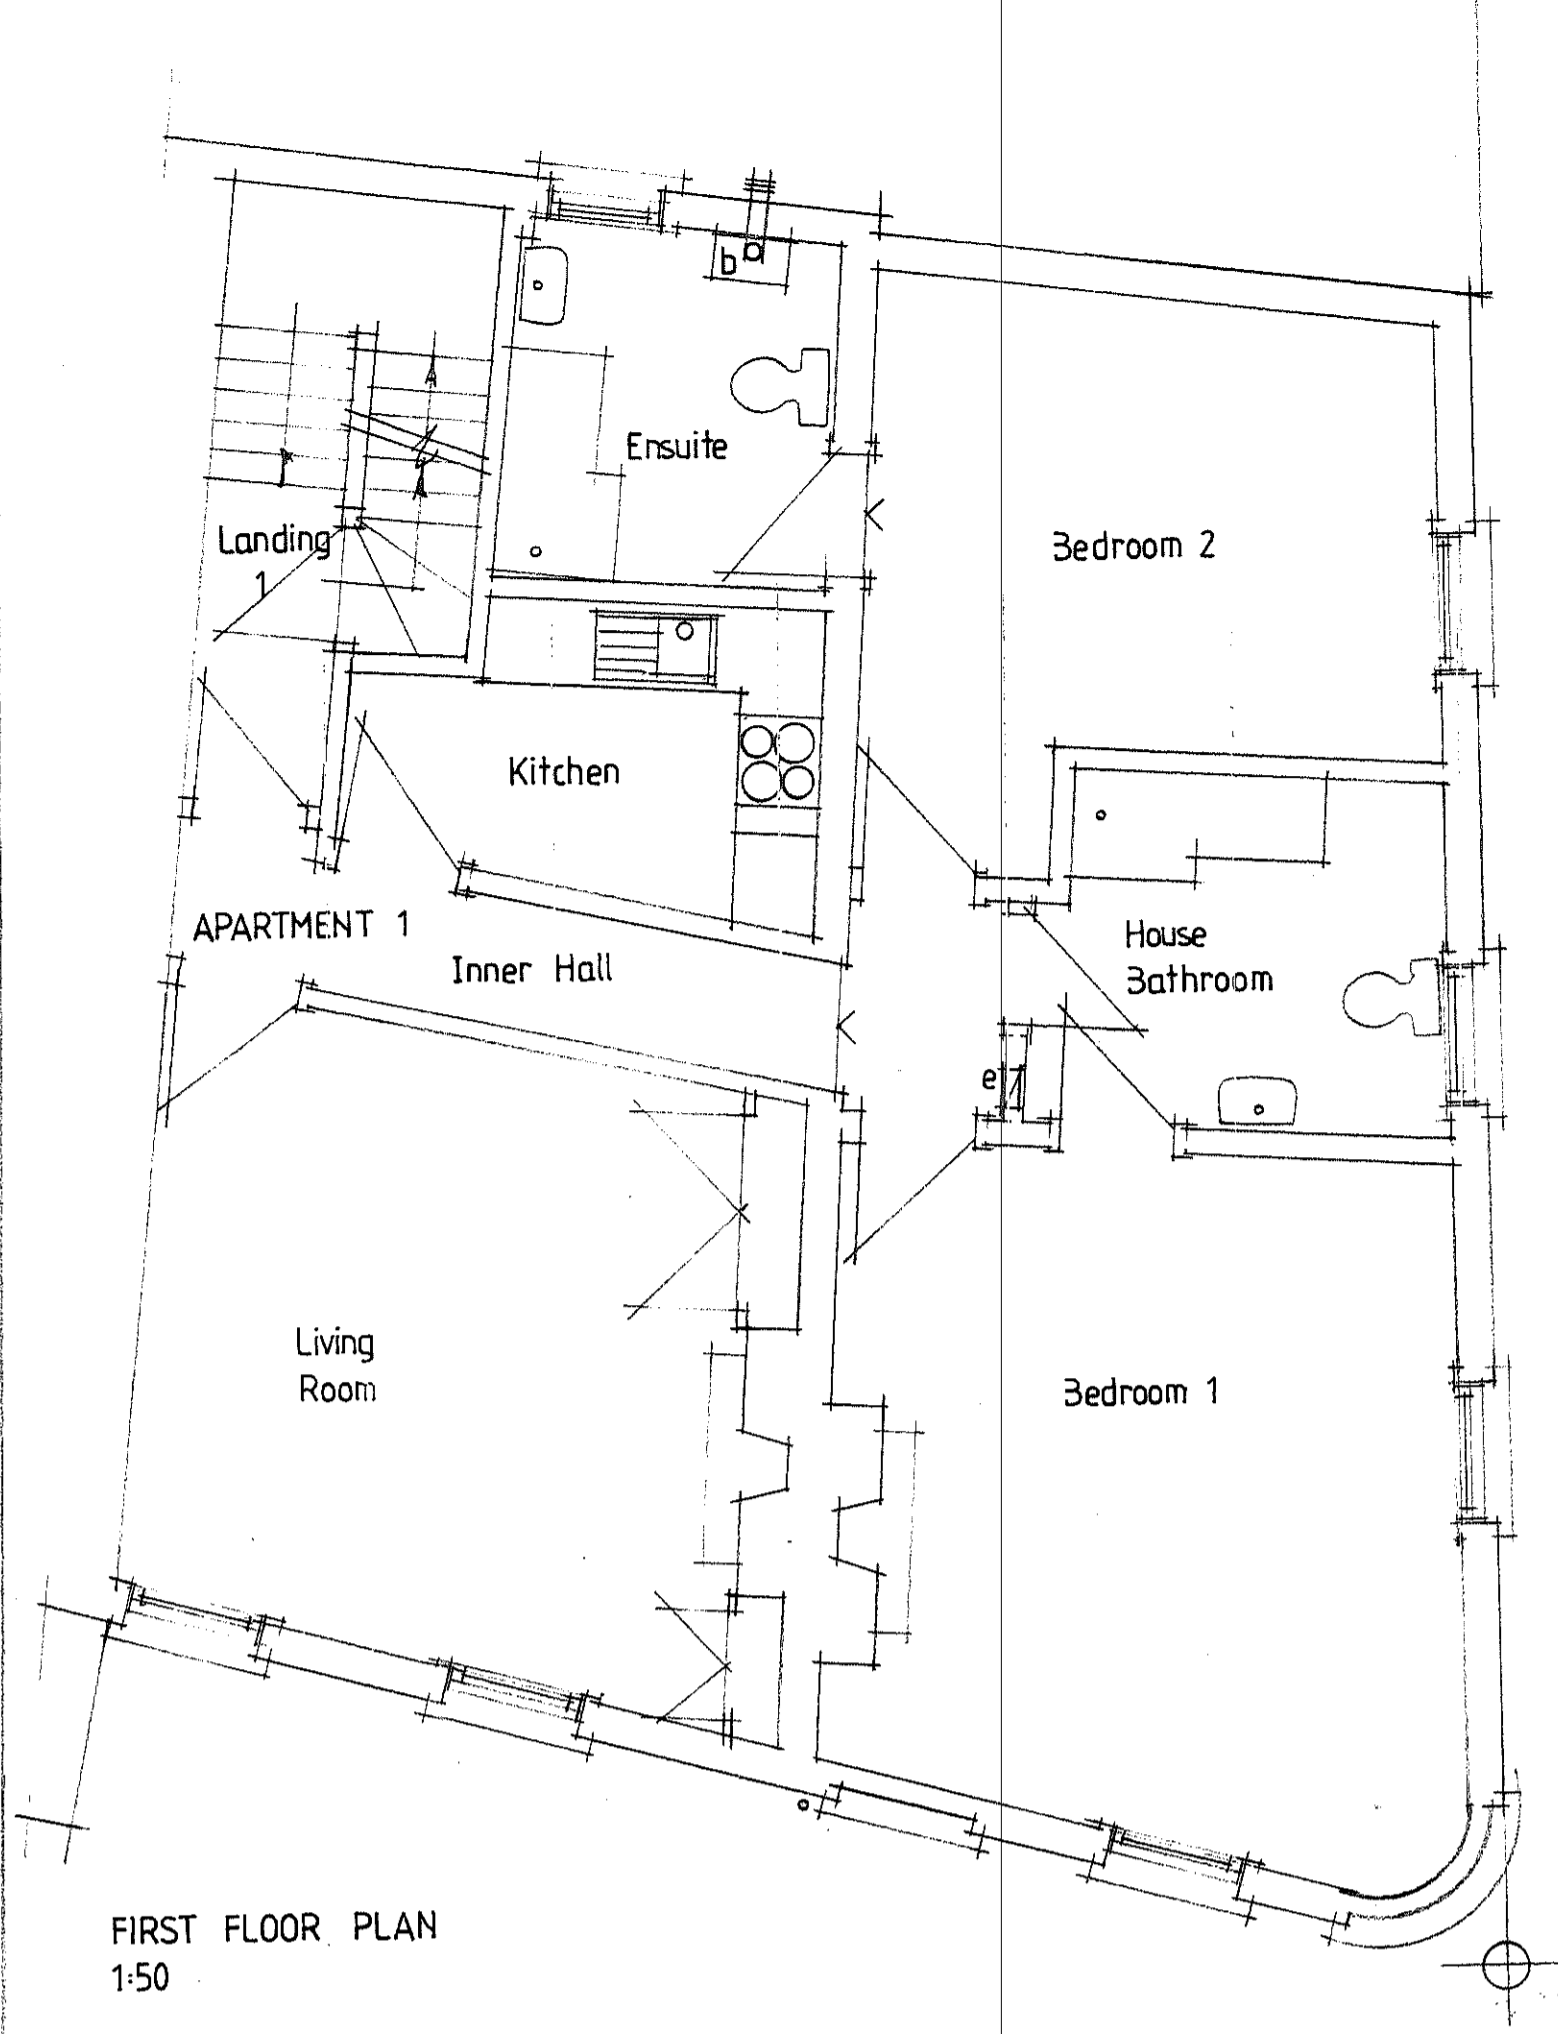 b
Ensuite
Landing
1
Bedroom 2
Kitchen
APARTMENT 1
Inner Hall
House
Bathroom
e
Living
Room
Bedroom 1
FIRST FLOOR PLAN
1:50